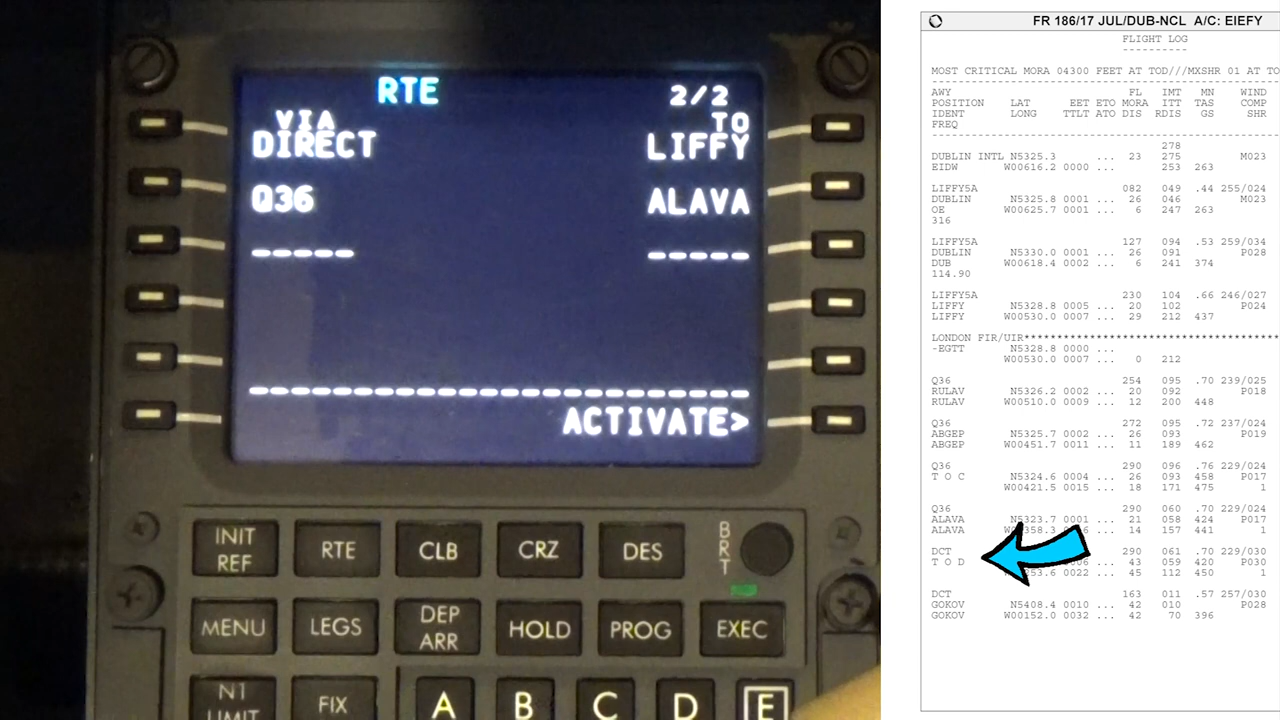 RTE 2/2
VIA TO
DIRECT LIFFY
Q36 ALAVA
----- -----
--------------------
ACTIVATE>
INIT REF
RTE
CLB
CRZ
DES
BRT
MENU
LEGS
DEP ARR
HOLD
PROG
EXEC
N1 LIMIT
FIX
A
B
C
D
E
FR 186/17 JUL/DUB-NCL A/C: EIEFY
FLIGHT LOG
----------
MOST CRITICAL MORA 04300 FEET AT TOD///MXSHR 01 AT TO
AWY FL IMT MN WIND
POSITION LAT EET ETO MORA ITT TAS COMP
IDENT LONG TTLT ATO DIS RDIS GS SHR
FREQ
278
DUBLIN INTL N5325.3 ... 23 275 M023
EIDW W00616.2 0000 ... 253 263
LIFFY5A 082 049 .44 255/024
DUBLIN N5325.8 0001 ... 26 046 M023
OE W00625.7 0001 ... 6 247 263
316
LIFFY5A 127 094 .53 259/034
DUBLIN N5330.0 0001 ... 26 091 P028
DUB W00618.4 0002 ... 6 241 374
114.90
LIFFY5A 230 104 .66 246/027
LIFFY N5328.8 0005 ... 20 102 P024
LIFFY W00530.0 0007 ... 29 212 437
LONDON FIR/UIR***********************************
-EGTT N5328.8 0000 ...
W00530.0 0007 ... 0 212
Q36 254 095 .70 239/025
RULAV N5326.2 0002 ... 20 092 P018
RULAV W00510.0 0009 ... 12 200 448
Q36 272 095 .72 237/024
ABGEP N5325.7 0002 ... 26 093 P019
ABGEP W00451.7 0011 ... 11 189 462
Q36 290 096 .76 229/024
T O C N5324.6 0004 ... 26 093 458 P017
W00421.5 0015 ... 18 171 475 1
Q36 290 060 .70 229/024
ALAVA N5323.7 0001 ... 21 058 424 P017
ALAVA ... 14 157 441 1
DCT 290 061 .70 229/030
T O D ... 43 059 420 P030
0022 ... 45 112 450 1
DCT 163 011 .57 257/030
GOKOV N5408.4 0010 ... 42 010 P028
GOKOV W00152.0 0032 ... 42 70 396